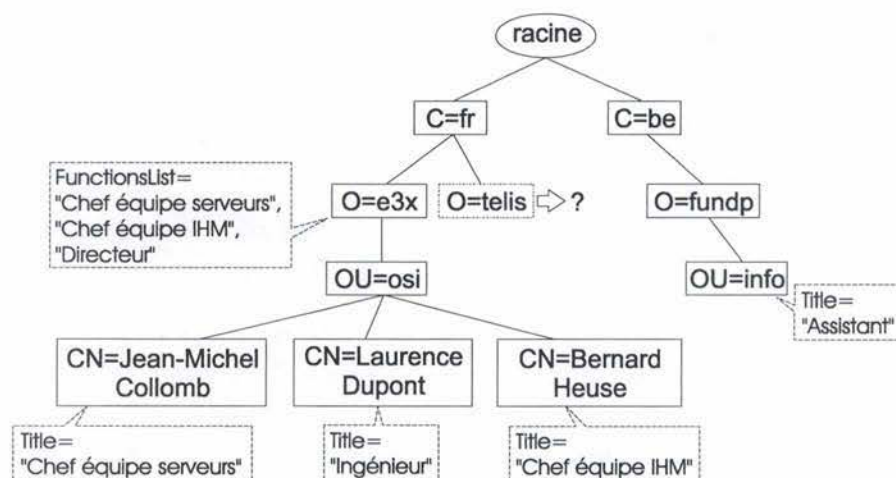 racine
C=fr
C=be
FunctionsList=
"Chef équipe serveurs",
"Chef équipe IHM",
"Directeur"
O=e3x
O=telis
?
O=fundp
OU=osi
OU=info
Title=
"Assistant"
CN=Jean-Michel
Collomb
CN=Laurence
Dupont
CN=Bernard
Heuse
Title=
"Chef équipe serveurs"
Title=
"Ingénieur"
Title=
"Chef équipe IHM"